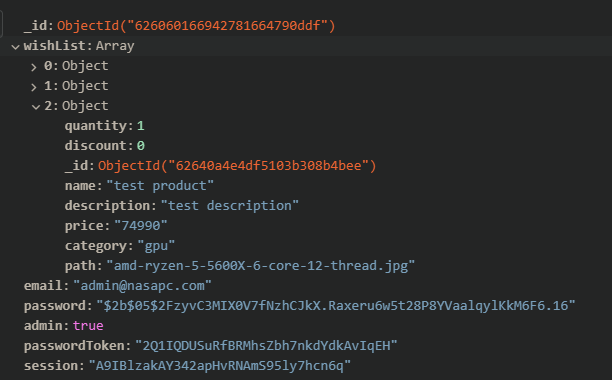 _id: ObjectId("626060166942781664790ddf")
wishList: Array
0: Object
1: Object
2: Object
quantity: 1
discount: 0
_id: ObjectId("62640a4e4df5103b308b4bee")
name: "test product"
description: "test description"
price: "74990"
category: "gpu"
path: "amd-ryzen-5-5600X-6-core-12-thread.jpg"
email: "admin@nasapc.com"
password: "$2b$05$2FzyvC3MIX0V7fNzhCJkX.Raxeru6w5t28P8YVaalqylKkM6F6.16"
admin: true
passwordToken: "2Q1IQDUSuRfBRMhsZbh7nkdYdkAvIqEH"
session: "A9IBlzakAY342apHvRNAmS95ly7hcn6q"